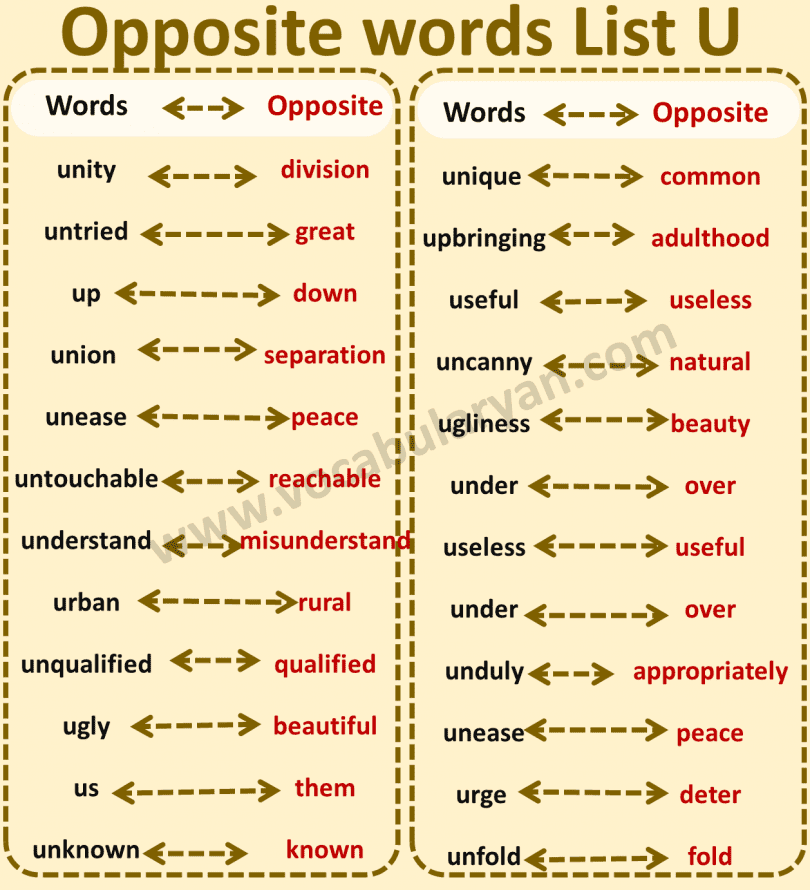 Opposite words List U
Words Opposite
unity division
untried great
up down
union separation
unease peace
untouchable reachable
understand misunderstand
urban rural
unqualified qualified
ugly beautiful
us them
unknown known
Words Opposite
unique common
upbringing adulthood
useful useless
uncanny natural
ugliness beauty
under over
useless useful
under over
unduly appropriately
unease peace
urge deter
unfold fold
www.vocabularyan.com